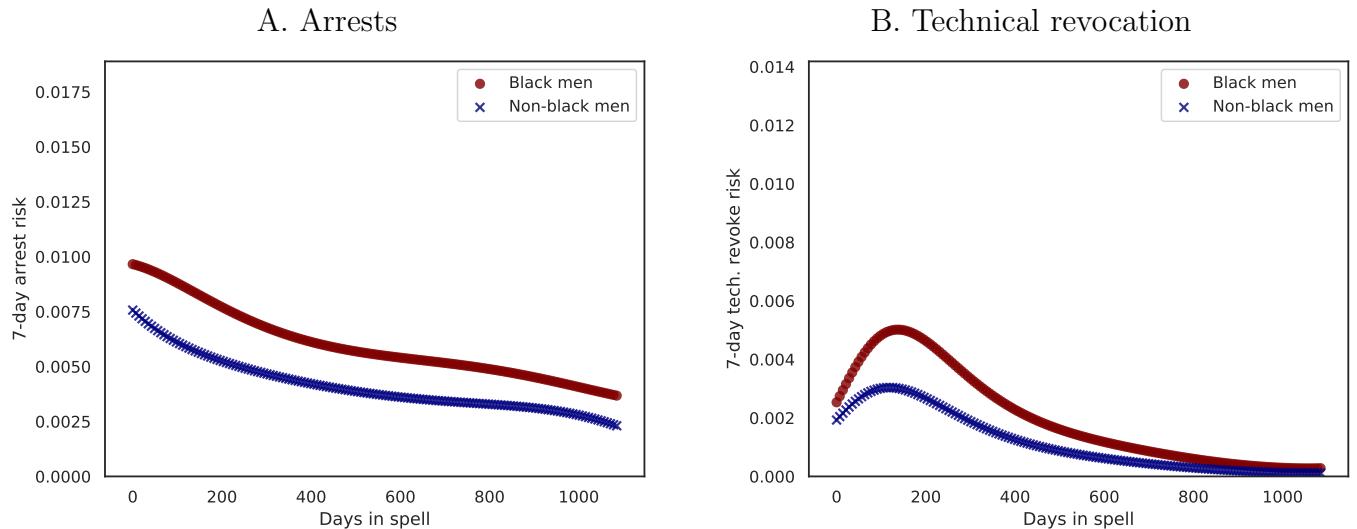 A. Arrests
0.0175
0.0150
0.0125
0.0100
0.0075
0.0050
0.0025
0.0000
7-day arrest risk
Black men
Non-black men
0 200 400 600 800 1000
Days in spell
B. Technical revocation
0.014
0.012
0.010
0.008
0.006
0.004
0.002
0.000
7-day tech. revoke risk
Black men
Non-black men
0 200 400 600 800 1000
Days in spell